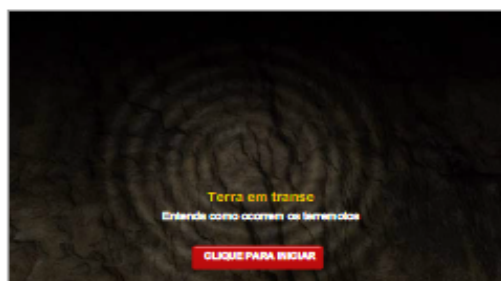 Terra em transe
Entenda como ocorrem os terremotos
CLIQUE PARA INICIAR